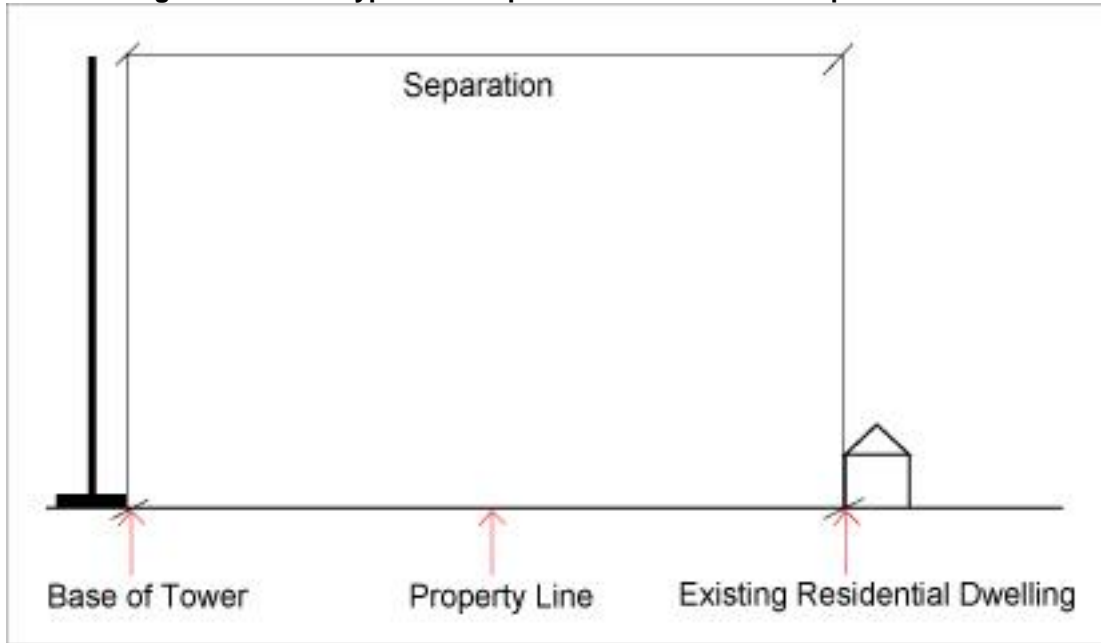 Separation
Base of Tower
Property Line
Existing Residential Dwelling